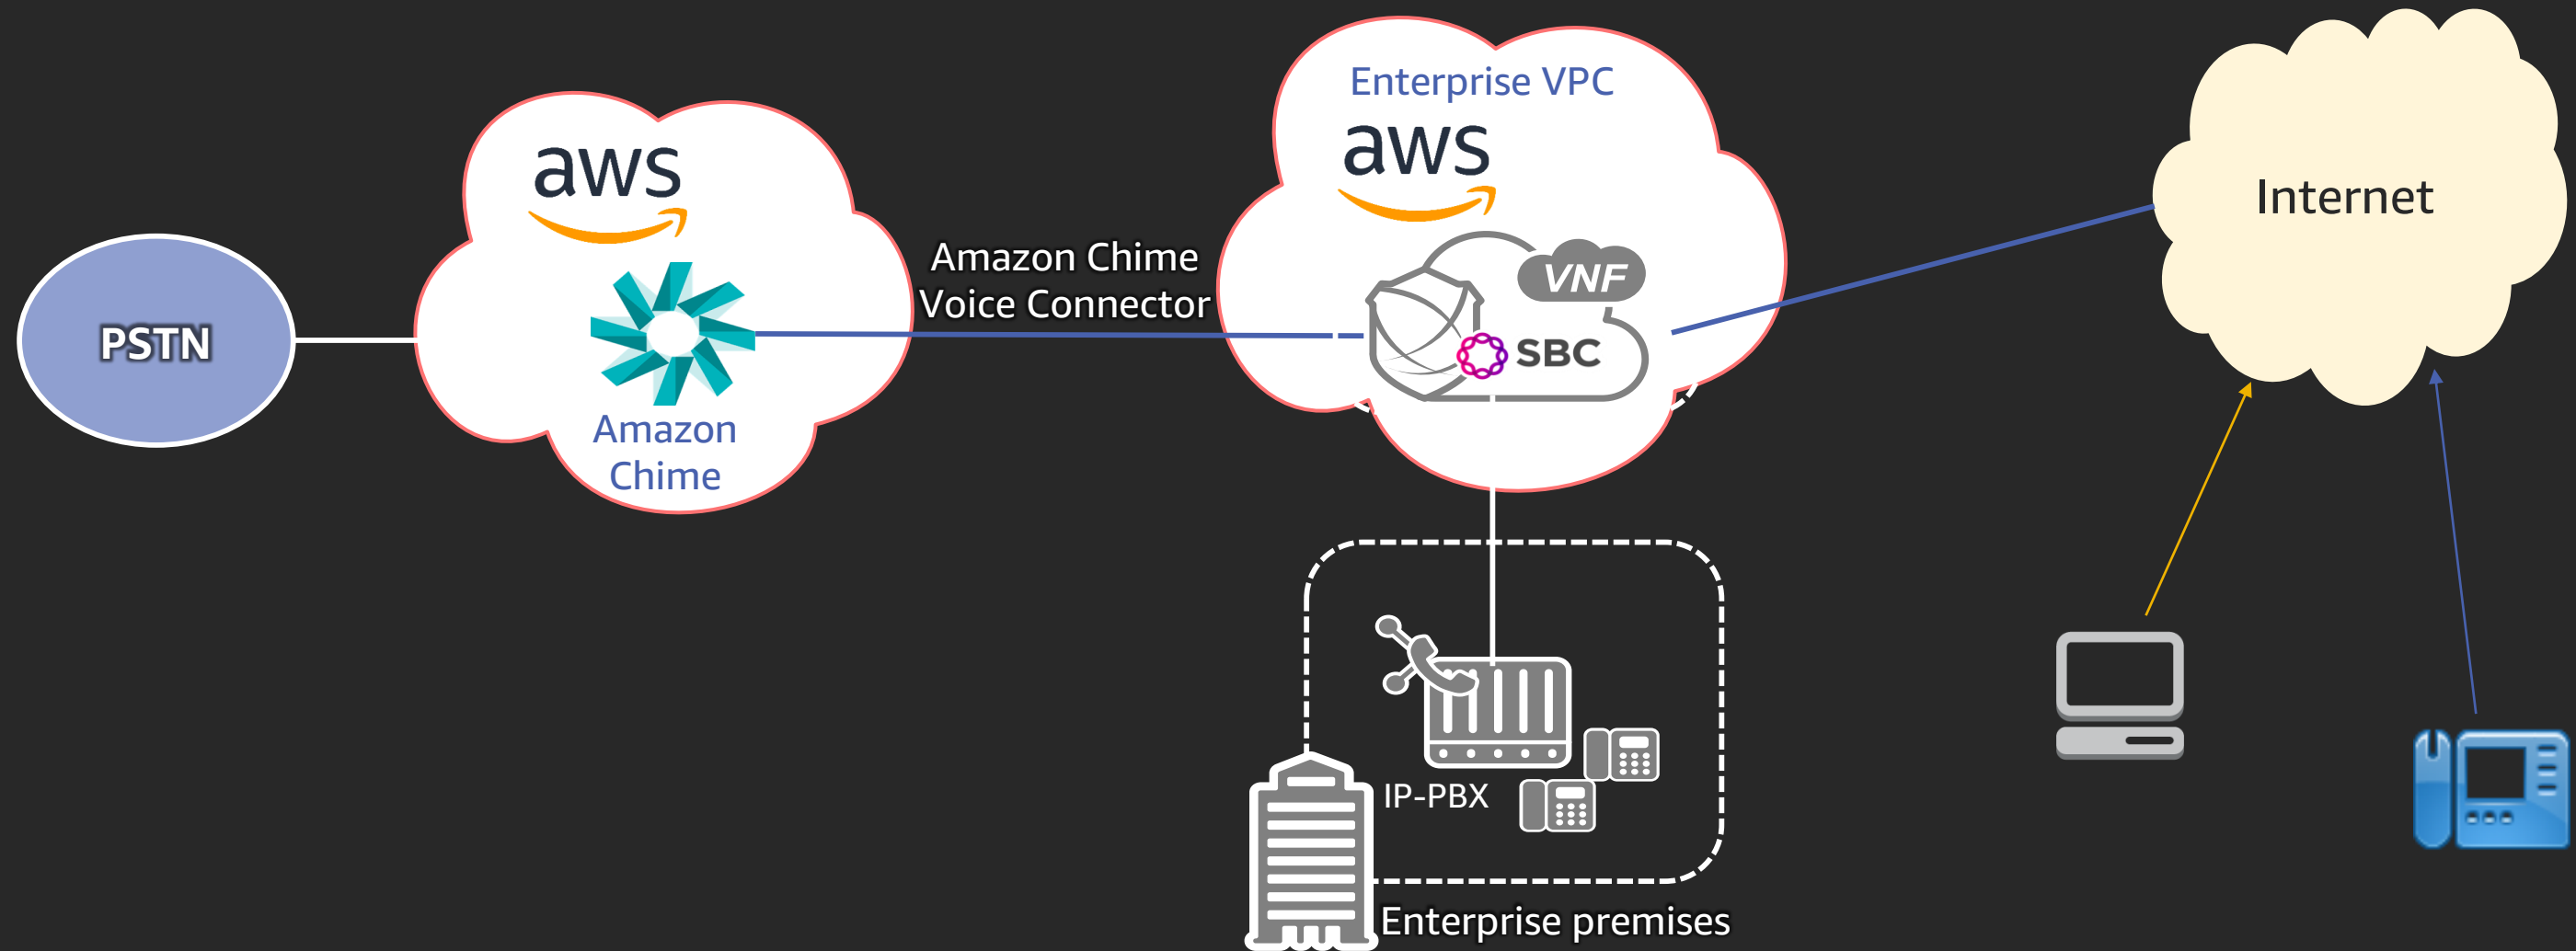 PSTN
aws
Amazon
Chime
Amazon Chime
Voice Connector
Enterprise VPC
aws
VNF
SBC
Internet
IP-PBX
Enterprise premises